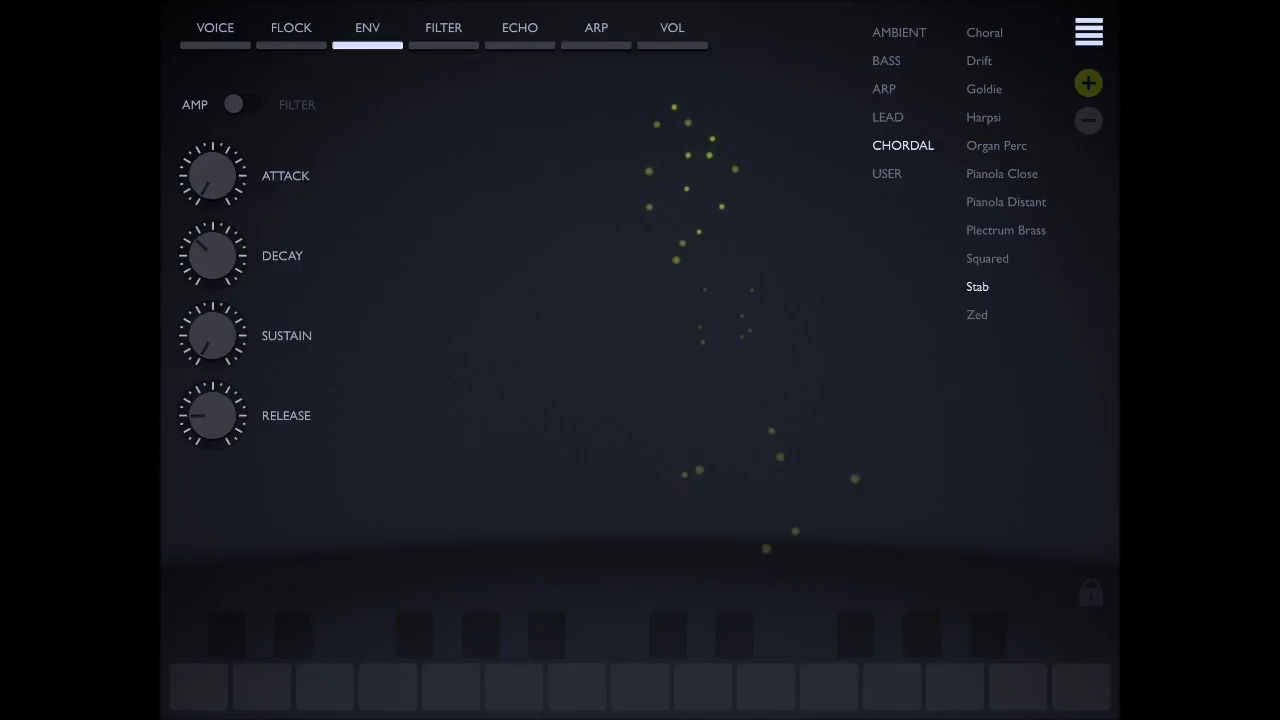 VOICE FLOCK ENV FILTER ECHO ARP VOL
AMP FILTER
ATTACK
DECAY
SUSTAIN
RELEASE
AMBIENT
BASS
ARP
LEAD
CHORDAL
USER
Choral
Drift
Goldie
Harpsi
Organ Perc
Pianola Close
Pianola Distant
Plectrum Brass
Squared
Stab
Zed